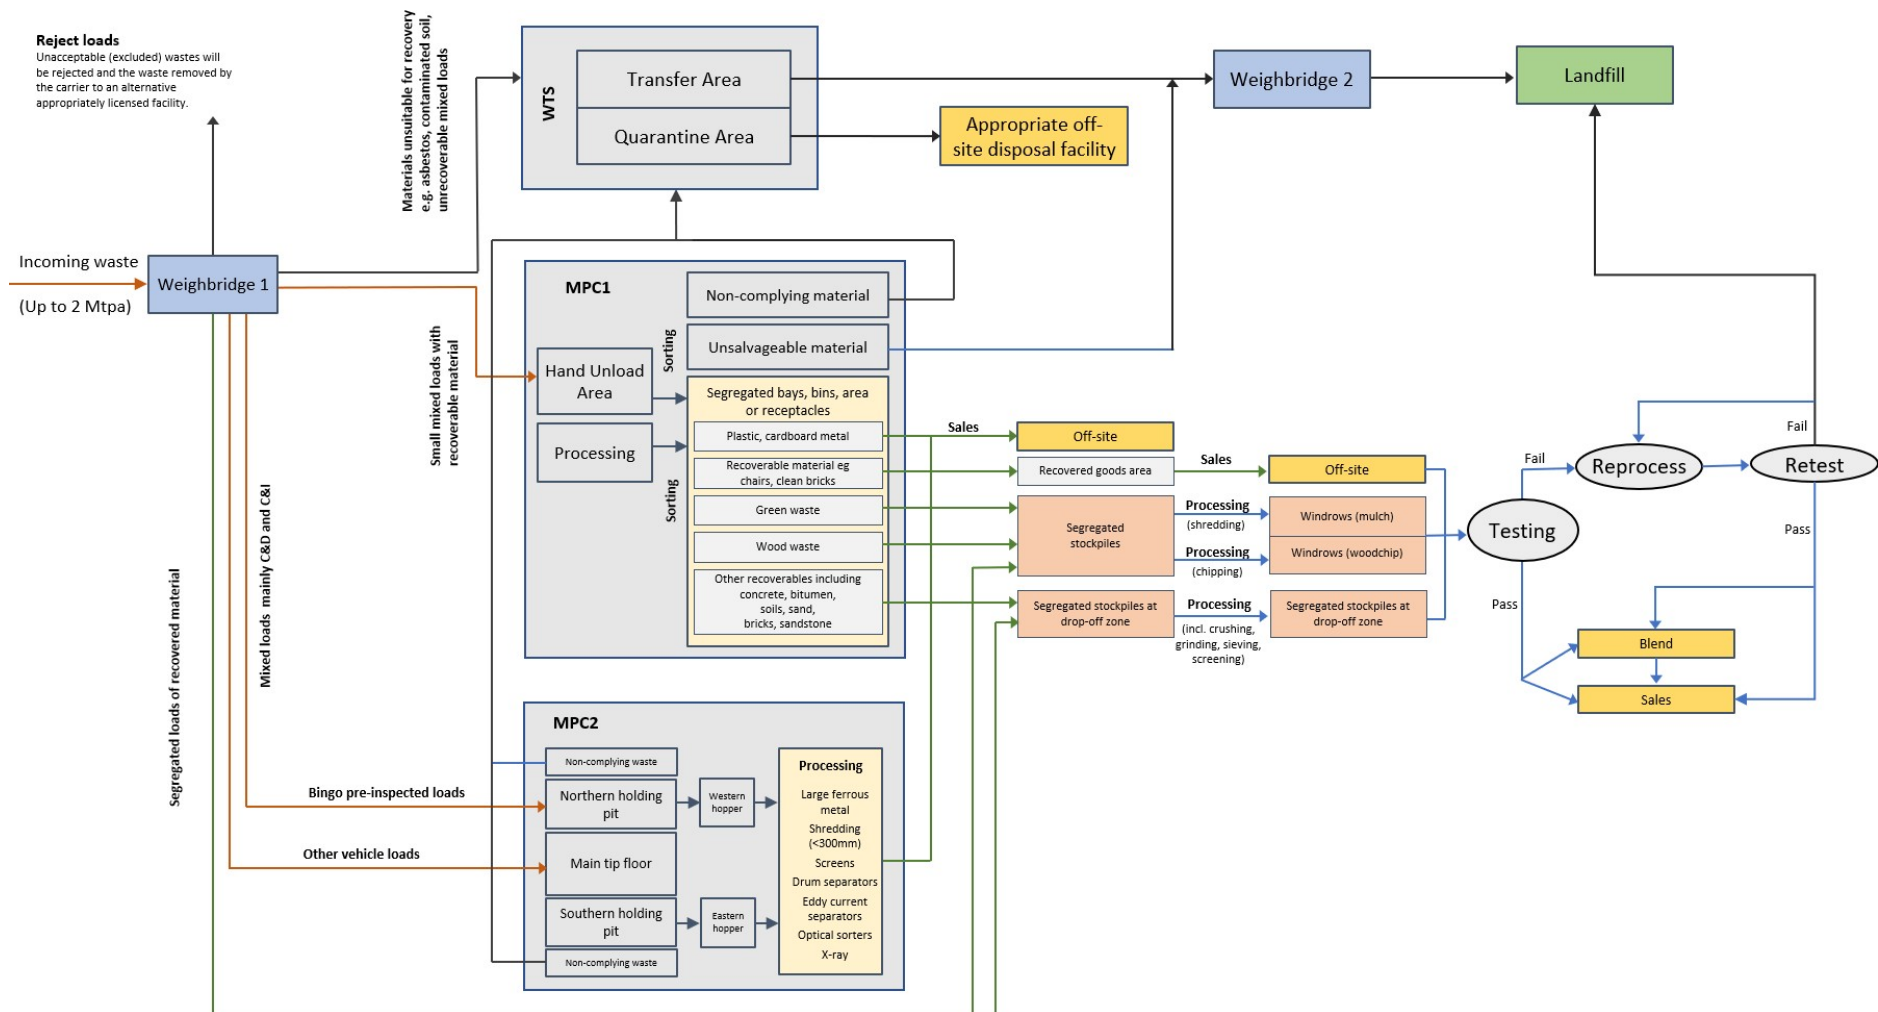 Reject loads
Unacceptable (excluded) wastes will
be rejected and the waste removed by
the carrier to an alternative
appropriately licensed facility.
Incoming waste
(Up to 2 Mtpa)
Weighbridge 1
Materials unsuitable for recovery
e.g. asbestos, contaminated soil,
unrecoverable mixed loads
Small mixed loads with
recoverable material
Mixed loads  mainly C&D and C&I
Segregated loads of recovered material
Bingo pre-inspected loads
Other vehicle loads
WTS
Transfer Area
Quarantine Area
Appropriate off-
site disposal facility
Weighbridge 2
Landfill
MPC1
Non-complying material
Unsalvageable material
Sorting
Hand Unload
Area
Processing
Sorting
Segregated bays, bins, area
or receptacles
Plastic, cardboard metal
Recoverable material eg
chairs, clean bricks
Green waste
Wood waste
Other recoverables including
concrete, bitumen,
soils, sand,
bricks, sandstone
Sales
Off-site
Recovered goods area
Sales
Off-site
Segregated
stockpiles
Processing
(shredding)
Windrows (mulch)
Processing
(chipping)
Windrows (woodchip)
Segregated stockpiles at
drop-off zone
Processing
(incl. crushing,
grinding, sieving,
screening)
Segregated stockpiles at
drop-off zone
Testing
Fail
Reprocess
Fail
Retest
Pass
Pass
Blend
Sales
MPC2
Non-complying waste
Northern holding
pit
Western
hopper
Main tip floor
Southern holding
pit
Eastern
hopper
Non-complying waste
Processing
Large ferrous
metal
Shredding
(<300mm)
Screens
Drum separators
Eddy current
separators
Optical sorters
X-ray